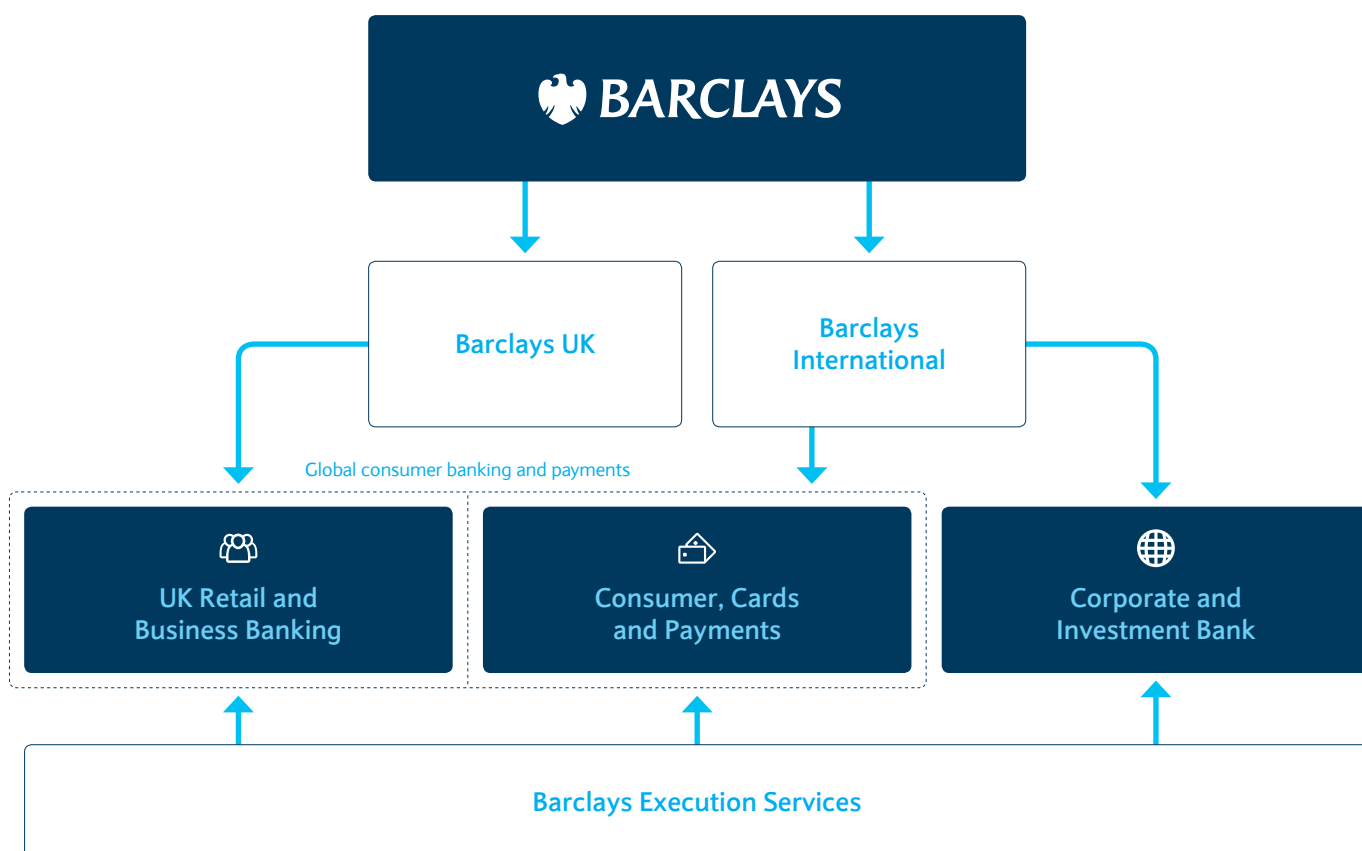 BARCLAYS
Barclays UK
Barclays
International
Global consumer banking and payments
UK Retail and
Business Banking
Consumer, Cards
and Payments
Corporate and
Investment Bank
Barclays Execution Services